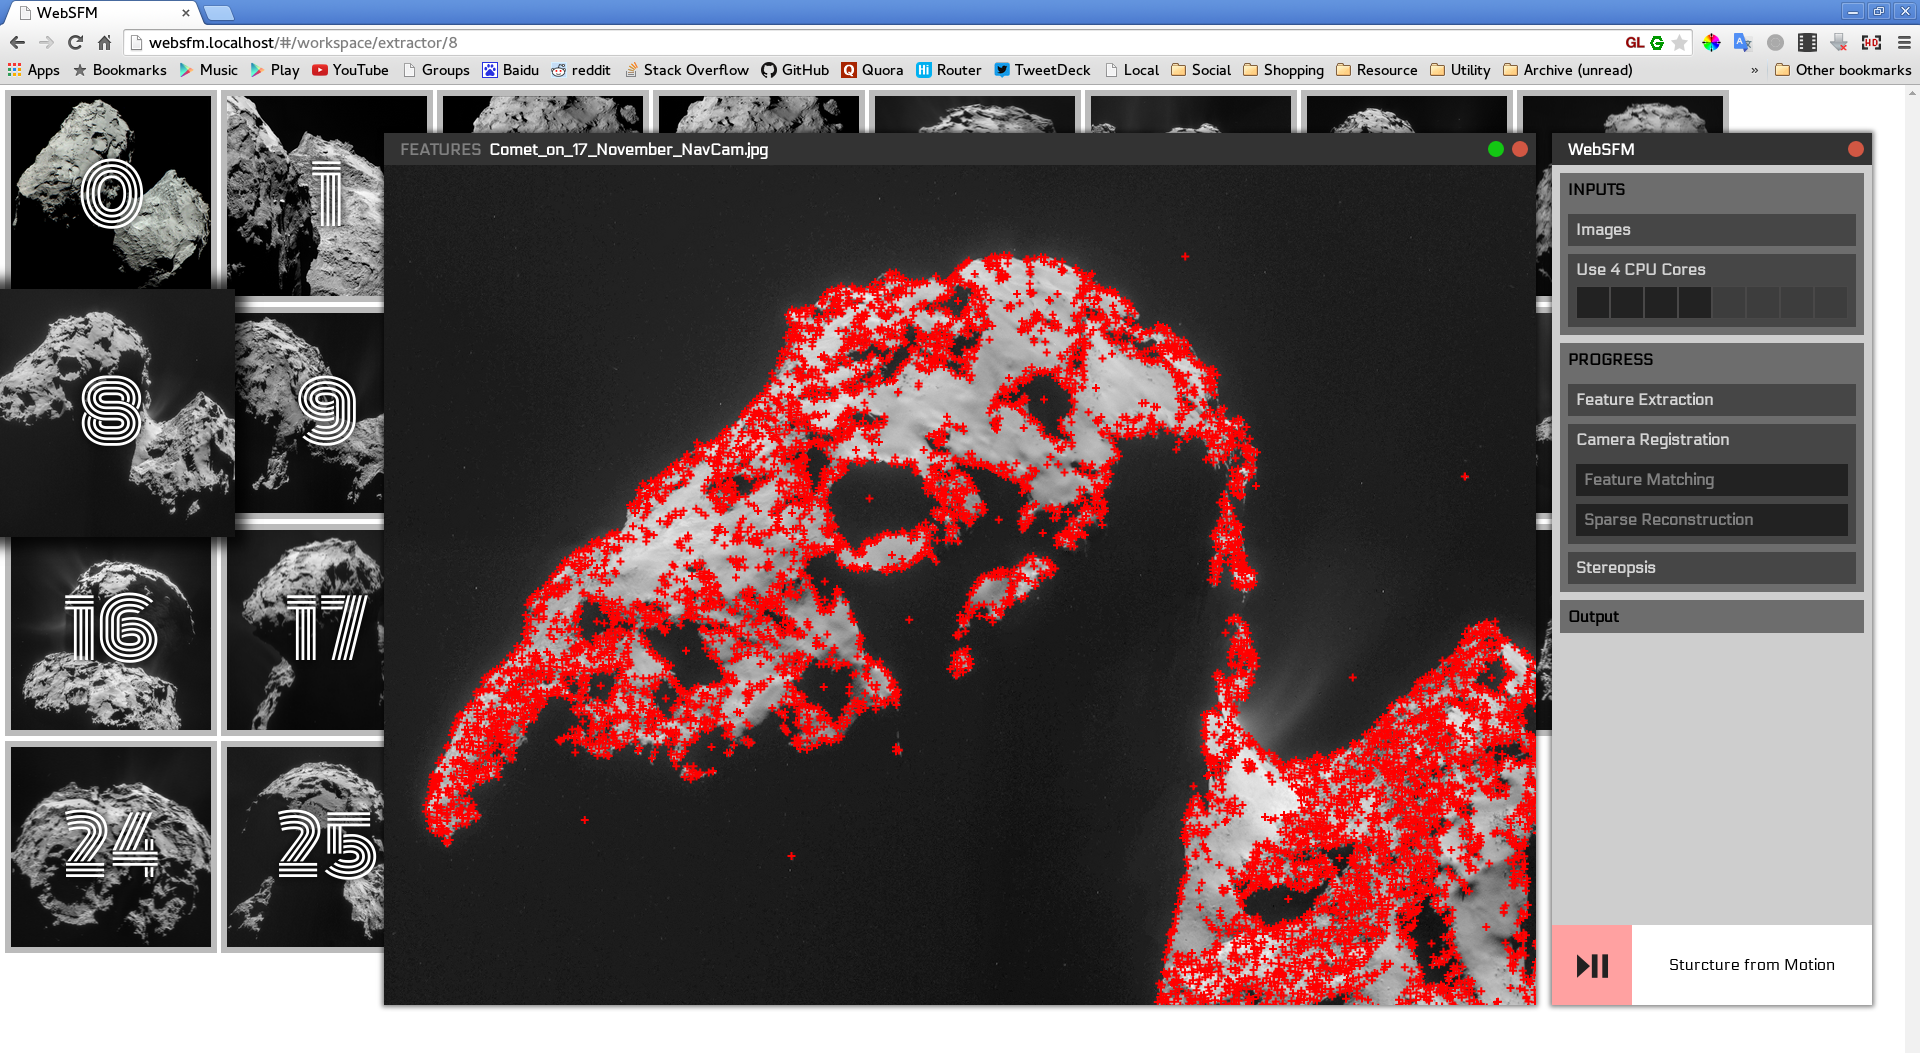 WebSFM
websfm.localhost/#/workspace/extractor/8
GL
HD
Apps Bookmarks Music Play YouTube Groups Baidu reddit Stack Overflow GitHub Quora Hi Router TweetDeck Local Social Shopping Resource Utility Archive (unread) » Other bookmarks
0
1
8
9
16
17
24
25
FEATURES Comet_on_17_November_NavCam.jpg
WebSFM
INPUTS
Images
Use 4 CPU Cores
PROGRESS
Feature Extraction
Camera Registration
Feature Matching
Sparse Reconstruction
Stereopsis
Output
Sturcture from Motion